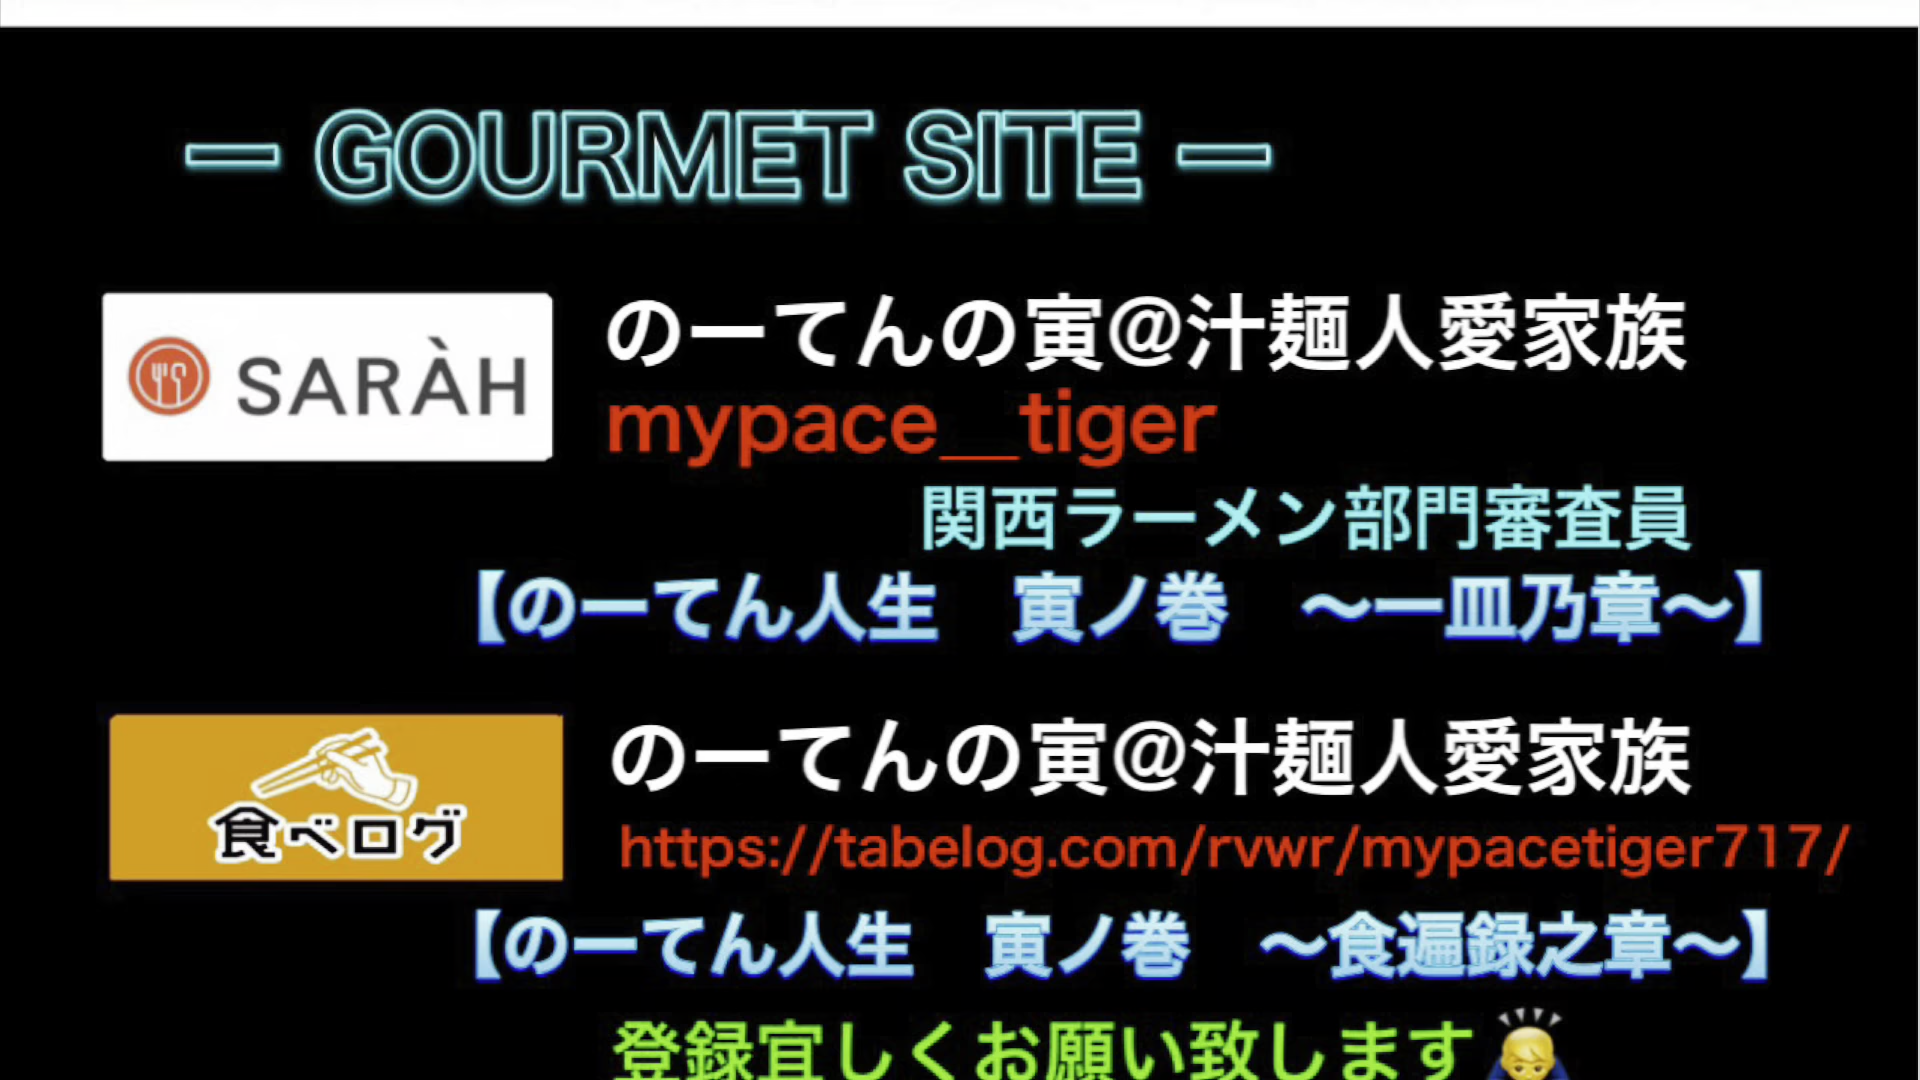 ― GOURMET SITE ―
SARÀH
のーてんの寅@汁麺人愛家族
mypace__tiger
関西ラーメン部門審査員
【のーてん人生　寅ノ巻　～一皿乃章～】
食べログ
のーてんの寅@汁麺人愛家族
https://tabelog.com/rvwr/mypacetiger717/
【のーてん人生　寅ノ巻　～食遍録之章～】
登録宜しくお願い致します🙇